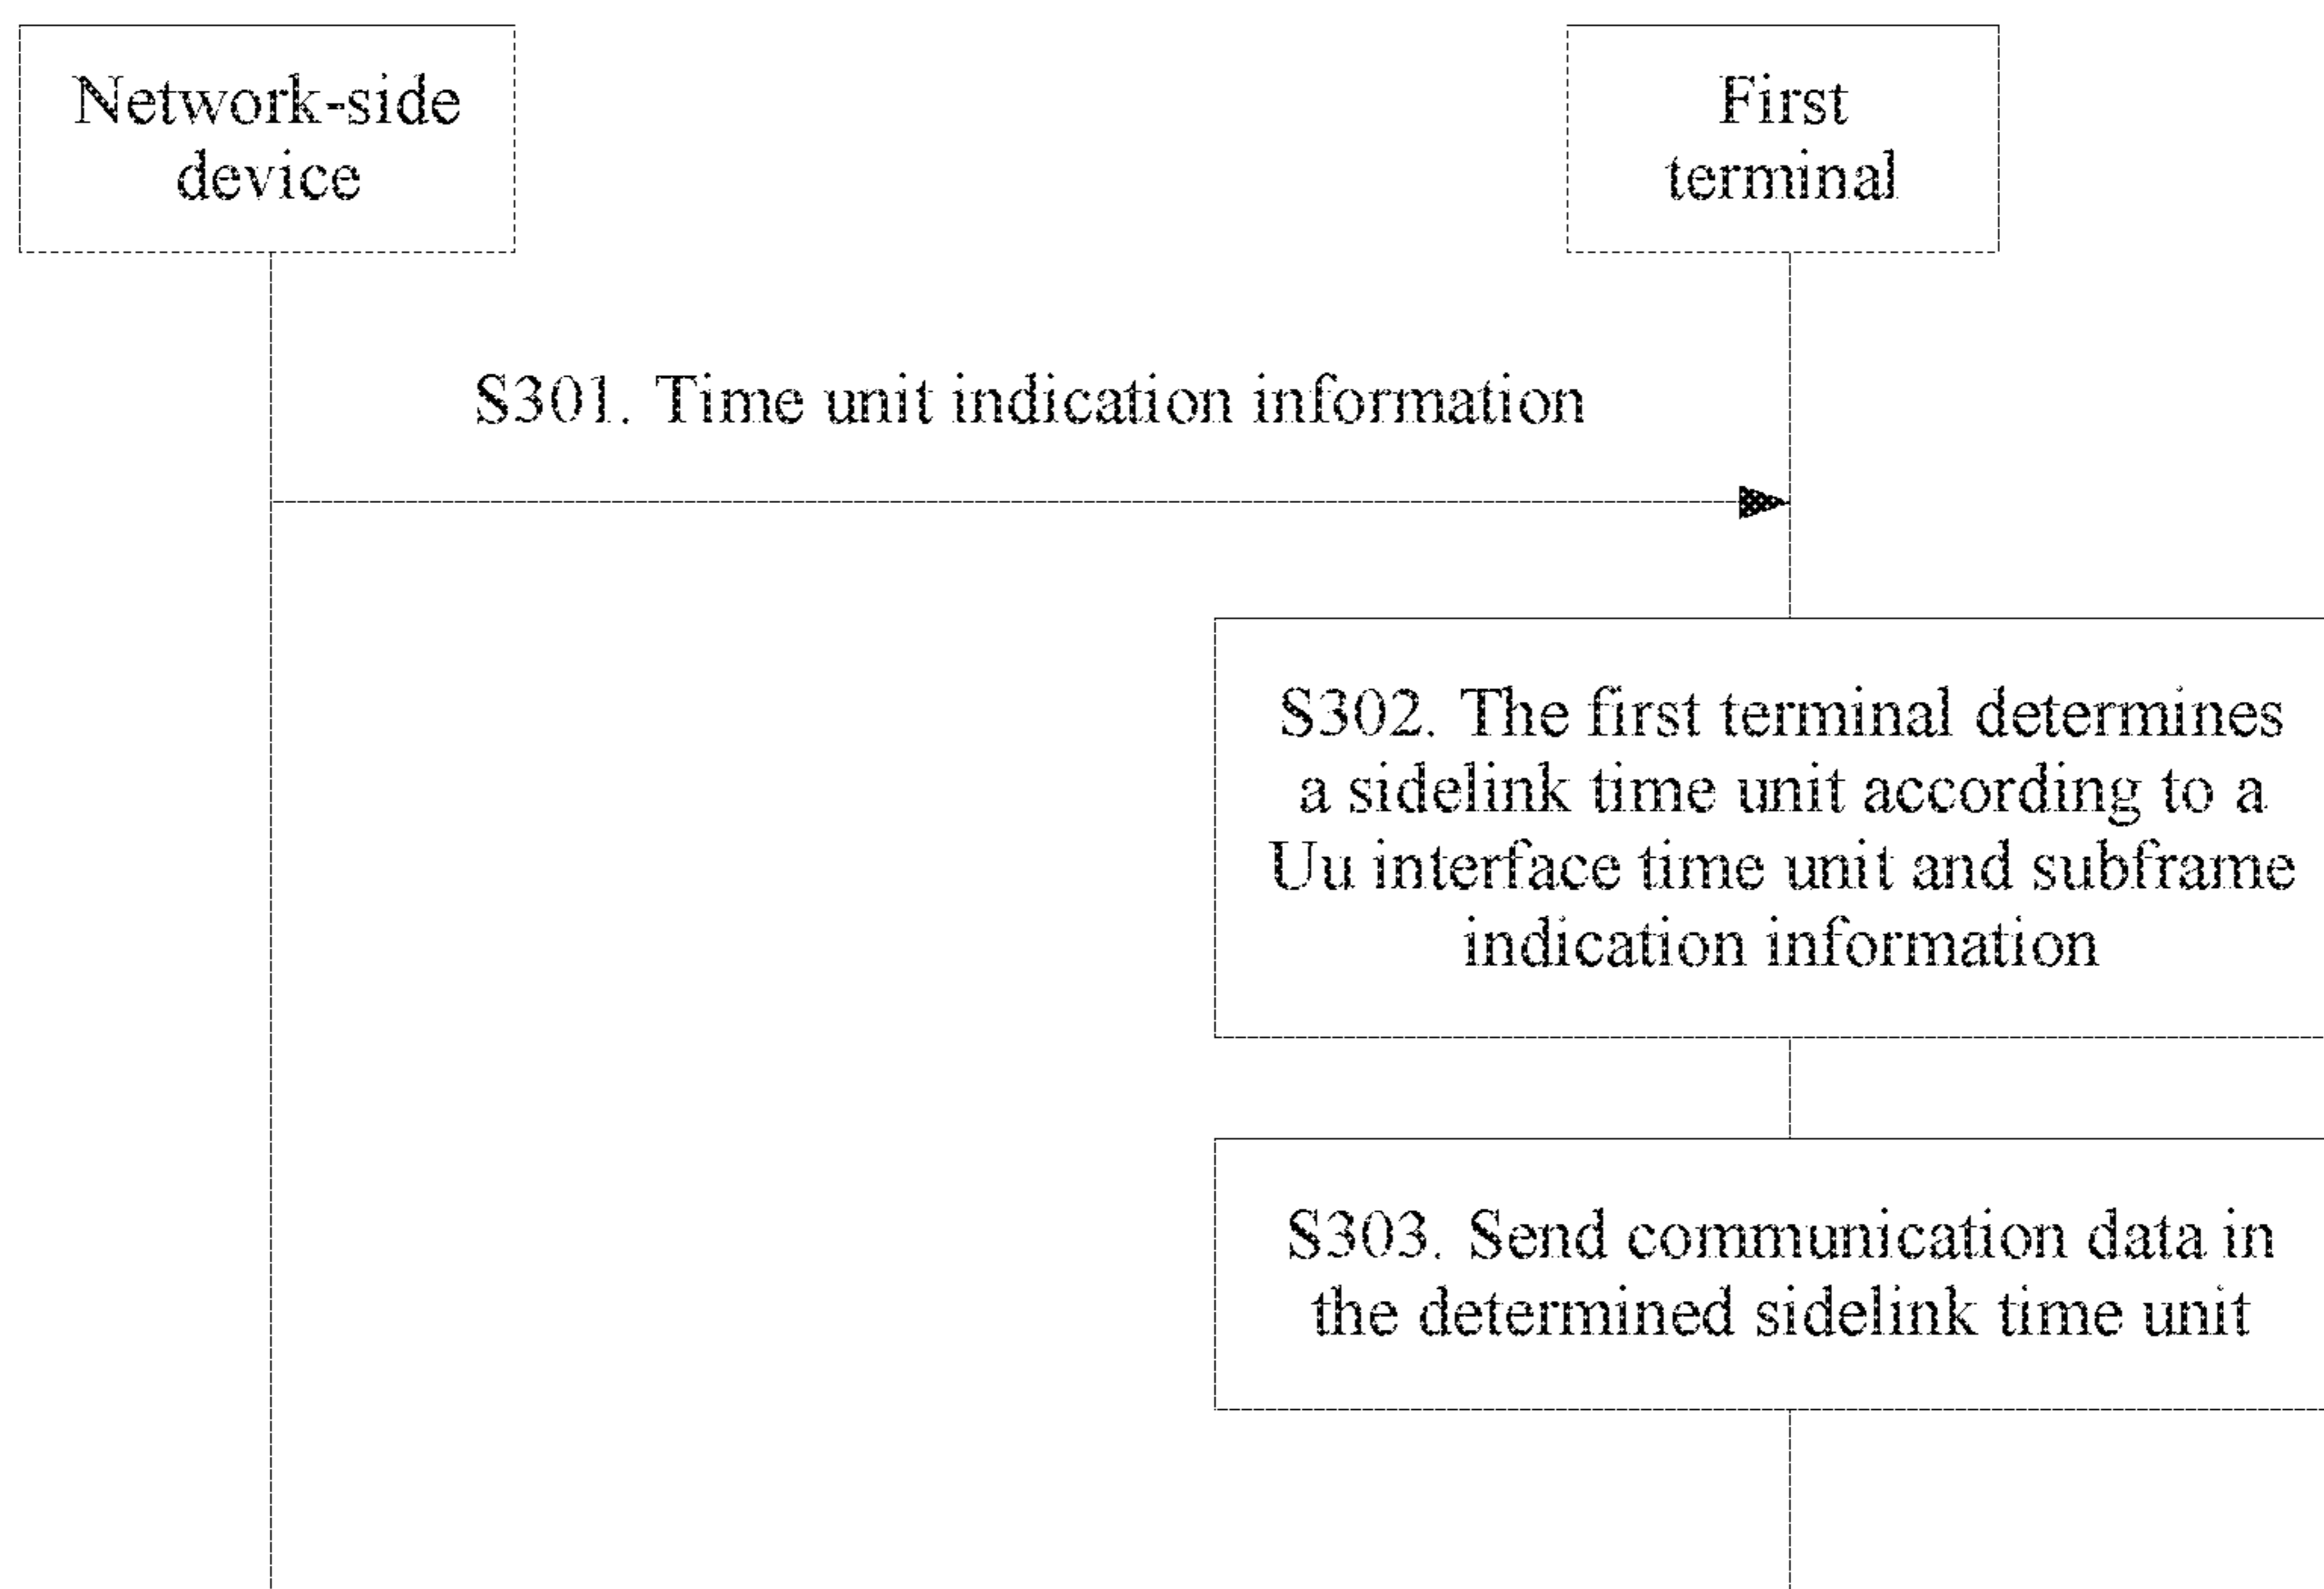 Network-side
device
First
terminal
S301. Time unit indication information
S302. The first terminal determines
a sidelink time unit according to a
Uu interface time unit and subframe
indication information
S303. Send communication data in
the determined sidelink time unit